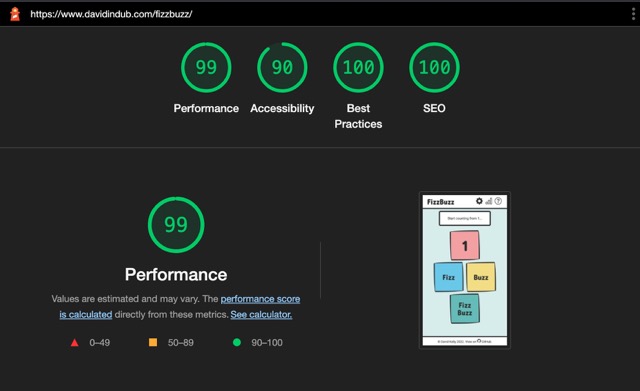 https://www.davidindub.com/fizzbuzz/
99
90
100
100
Performance
Accessibility
Best
Practices
SEO
99
Performance
Values are estimated and may vary. The performance score
is calculated directly from these metrics. See calculator.
0–49
50–89
90–100
FizzBuzz
Start counting from 1...
1
Fizz
Buzz
Fizz
Buzz